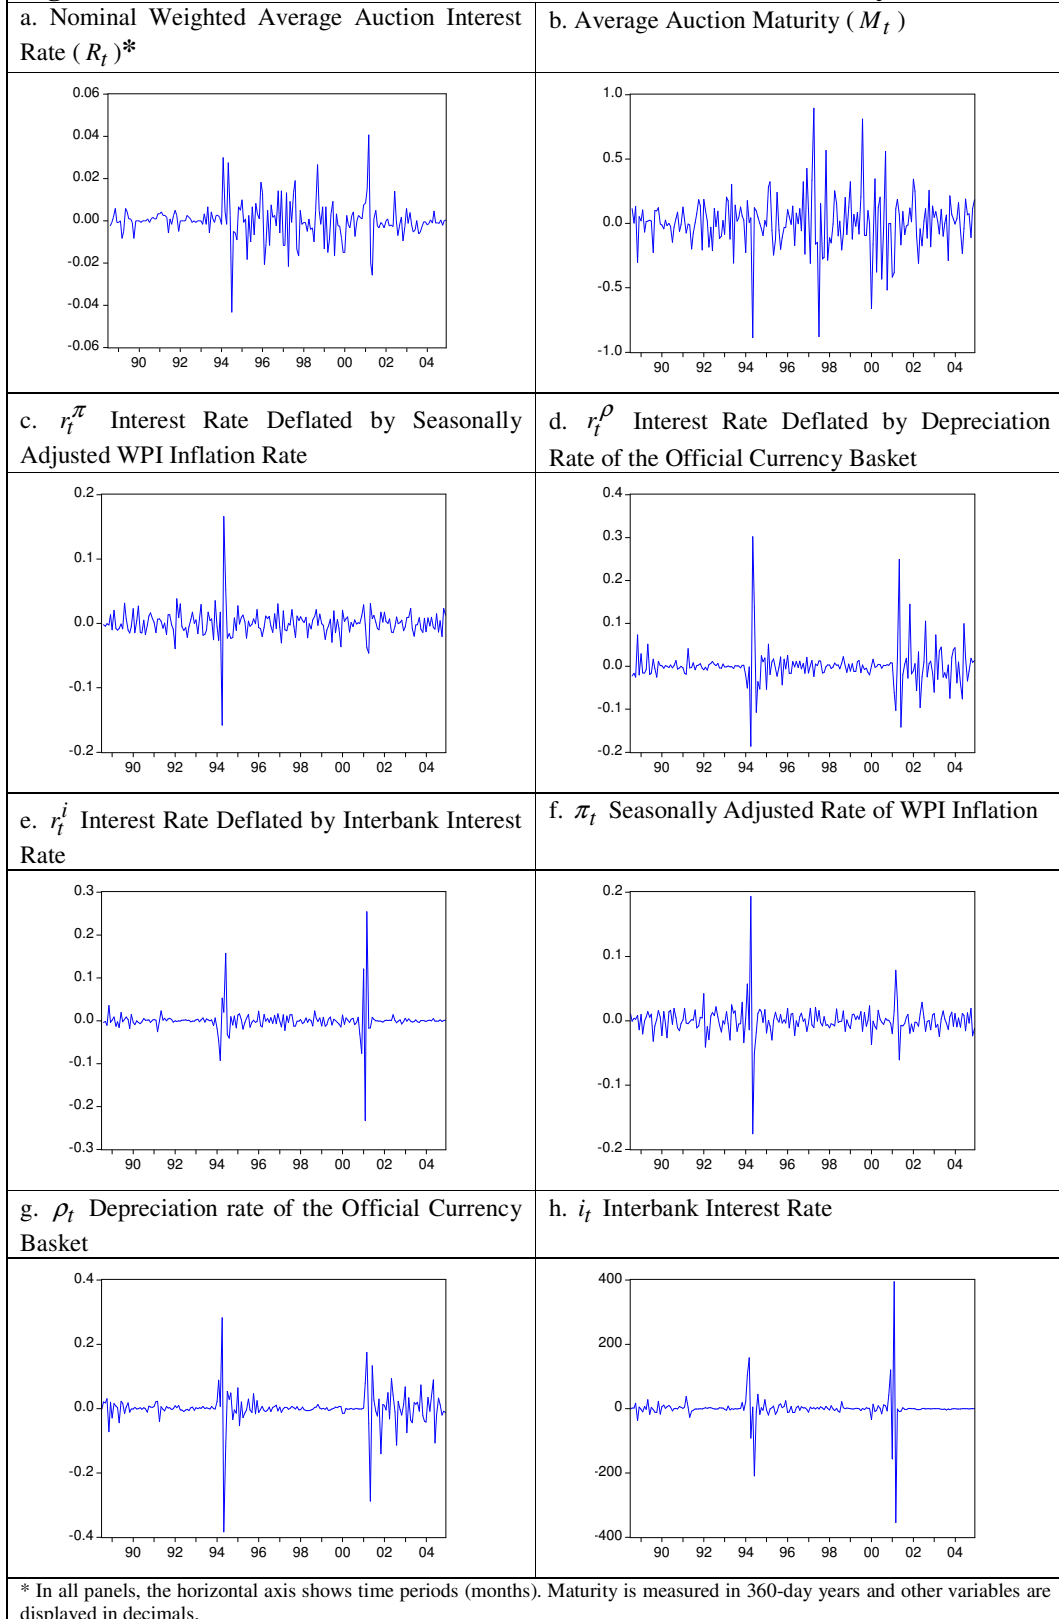 a. Nominal Weighted Average Auction Interest
Rate ( R_t )*
b. Average Auction Maturity ( M_t )
0.06
0.04
0.02
0.00
-0.02
-0.04
-0.06
90 92 94 96 98 00 02 04
1.0
0.5
0.0
-0.5
-1.0
90 92 94 96 98 00 02 04
c. r_t^π Interest Rate Deflated by Seasonally
Adjusted WPI Inflation Rate
d. r_t^ρ Interest Rate Deflated by Depreciation
Rate of the Official Currency Basket
0.2
0.1
0.0
-0.1
-0.2
90 92 94 96 98 00 02 04
0.4
0.3
0.2
0.1
0.0
-0.1
-0.2
90 92 94 96 98 00 02 04
e. r_t^i Interest Rate Deflated by Interbank Interest
Rate
f. π_t Seasonally Adjusted Rate of WPI Inflation
0.3
0.2
0.1
0.0
-0.1
-0.2
-0.3
90 92 94 96 98 00 02 04
0.2
0.1
0.0
-0.1
-0.2
90 92 94 96 98 00 02 04
g. ρ_t Depreciation rate of the Official Currency
Basket
h. i_t Interbank Interest Rate
0.4
0.2
0.0
-0.2
-0.4
90 92 94 96 98 00 02 04
400
200
0
-200
-400
90 92 94 96 98 00 02 04
* In all panels, the horizontal axis shows time periods (months). Maturity is measured in 360-day years and other variables are
displayed in decimals.